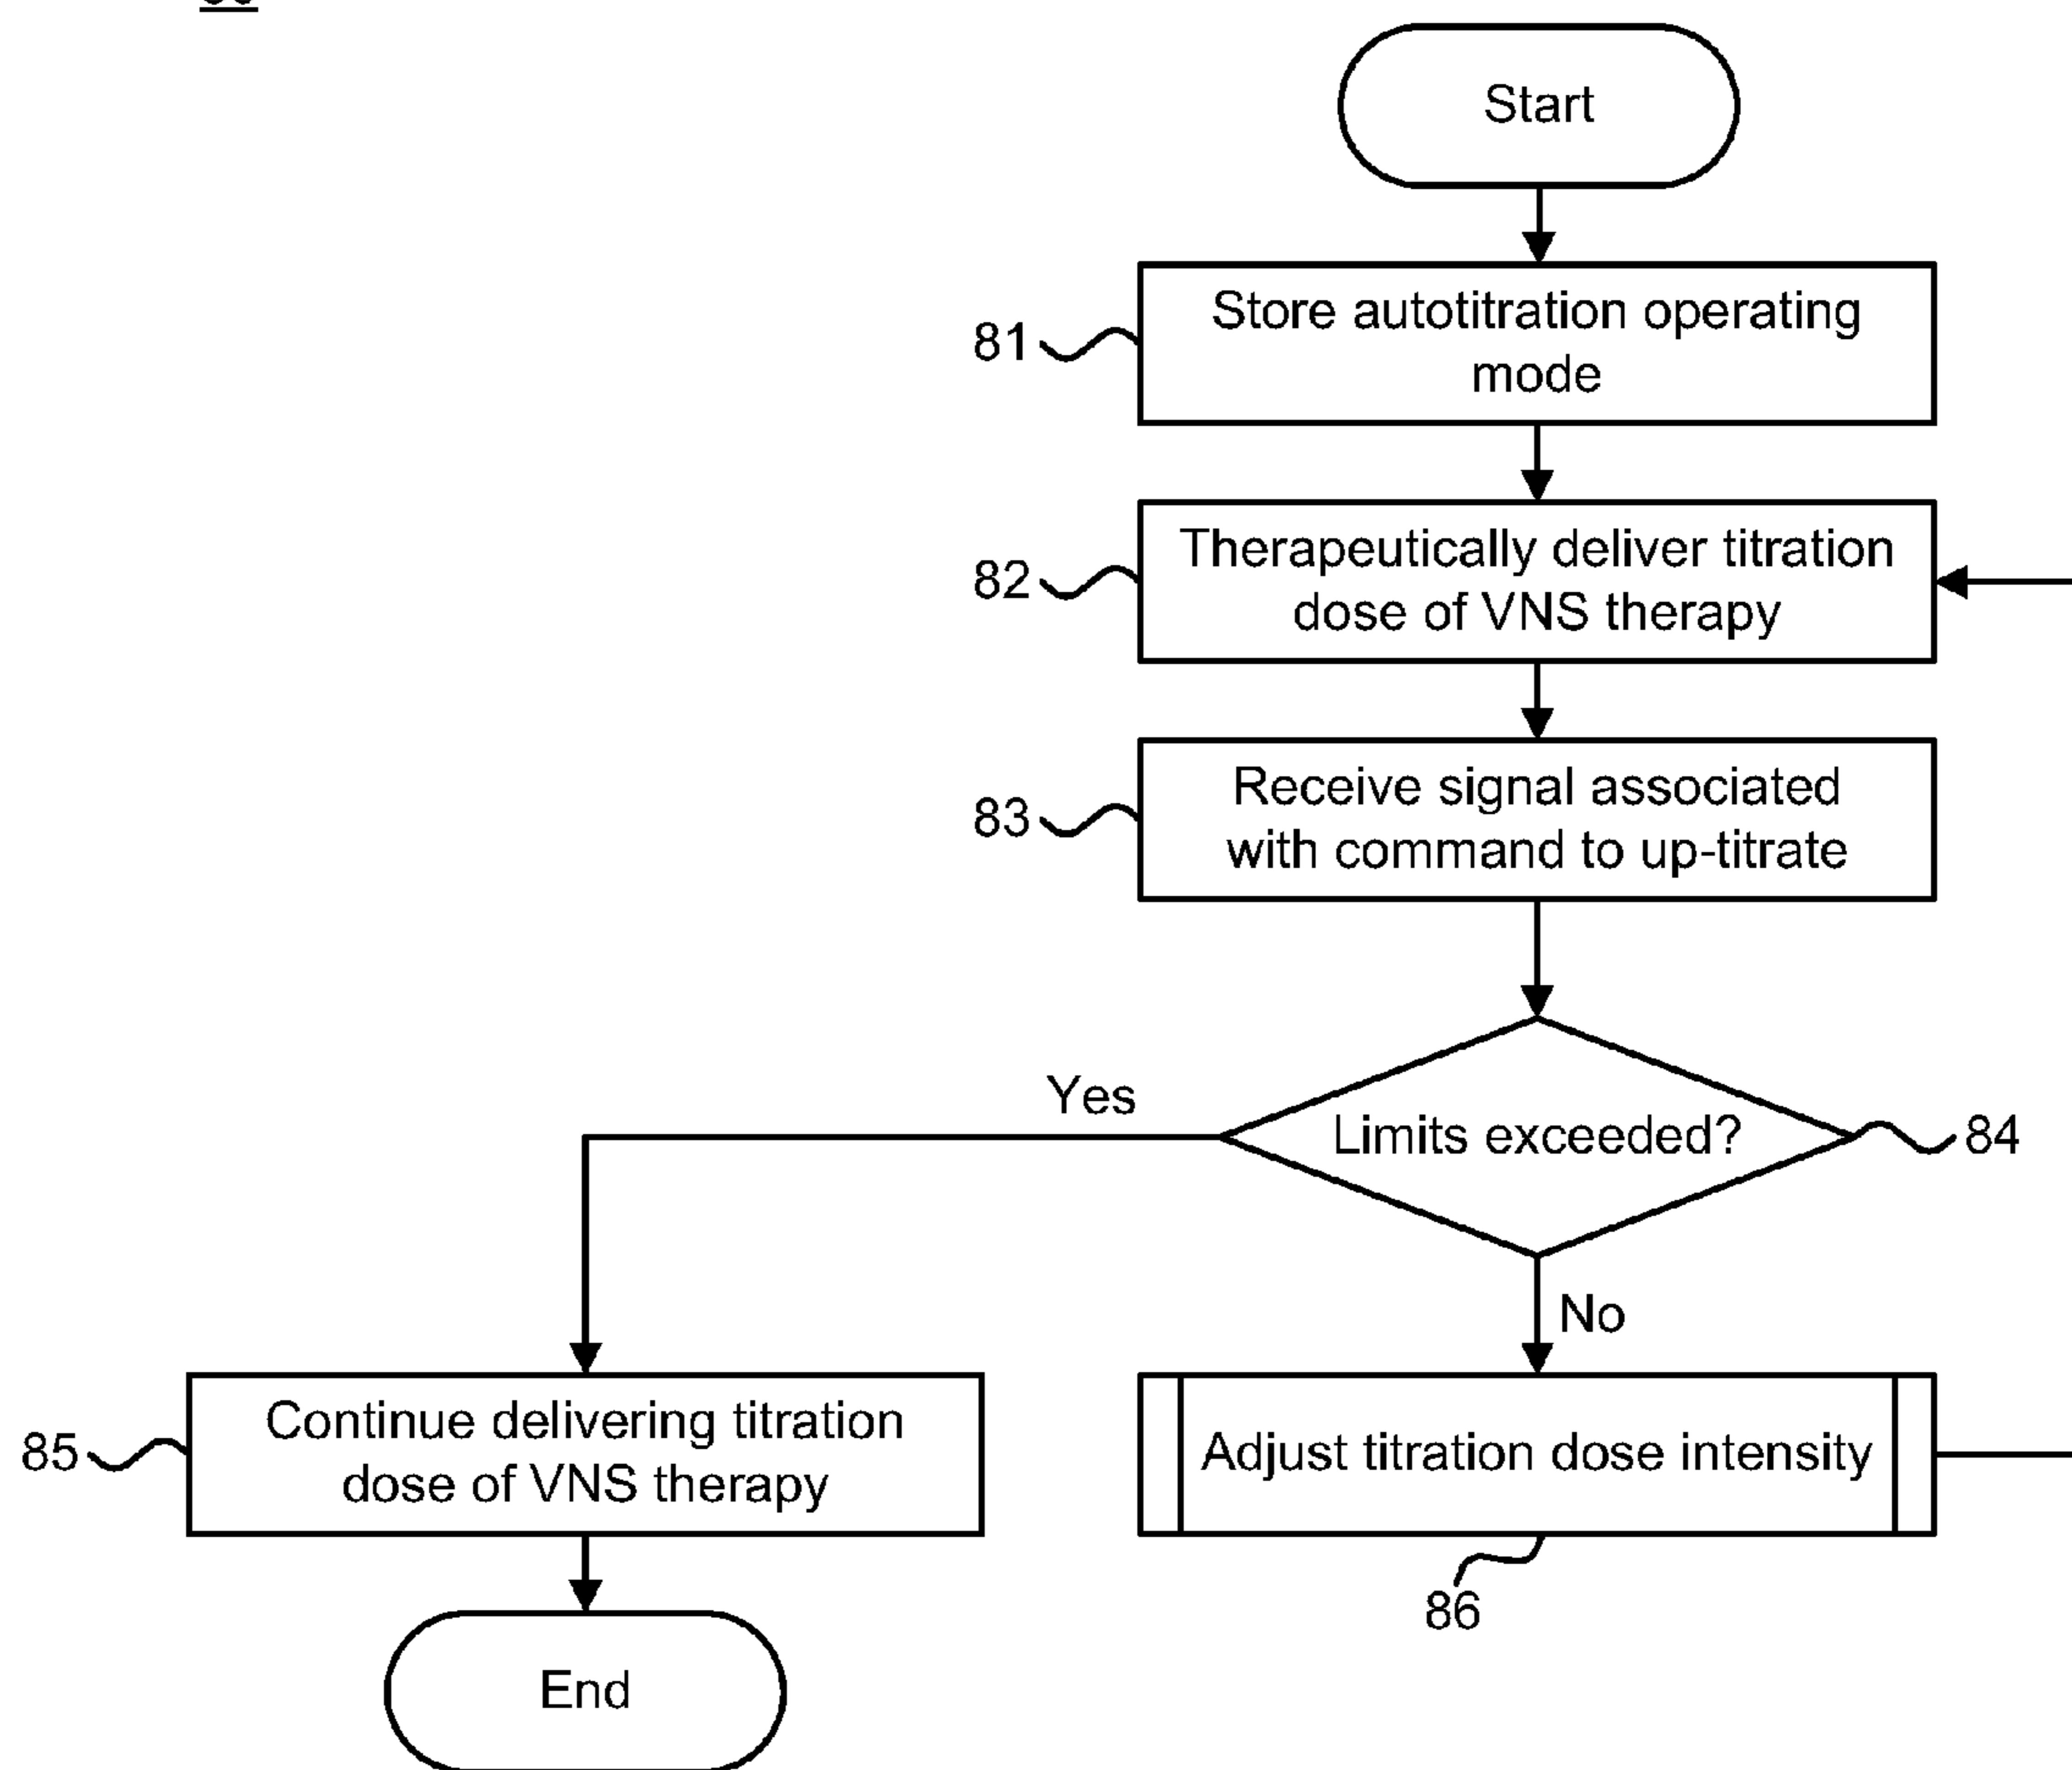 Start
81
Store autotitration operating
mode
82
Therapeutically deliver titration
dose of VNS therapy
83
Receive signal associated
with command to up-titrate
Yes
Limits exceeded?
84
No
85
Continue delivering titration
dose of VNS therapy
Adjust titration dose intensity
86
End